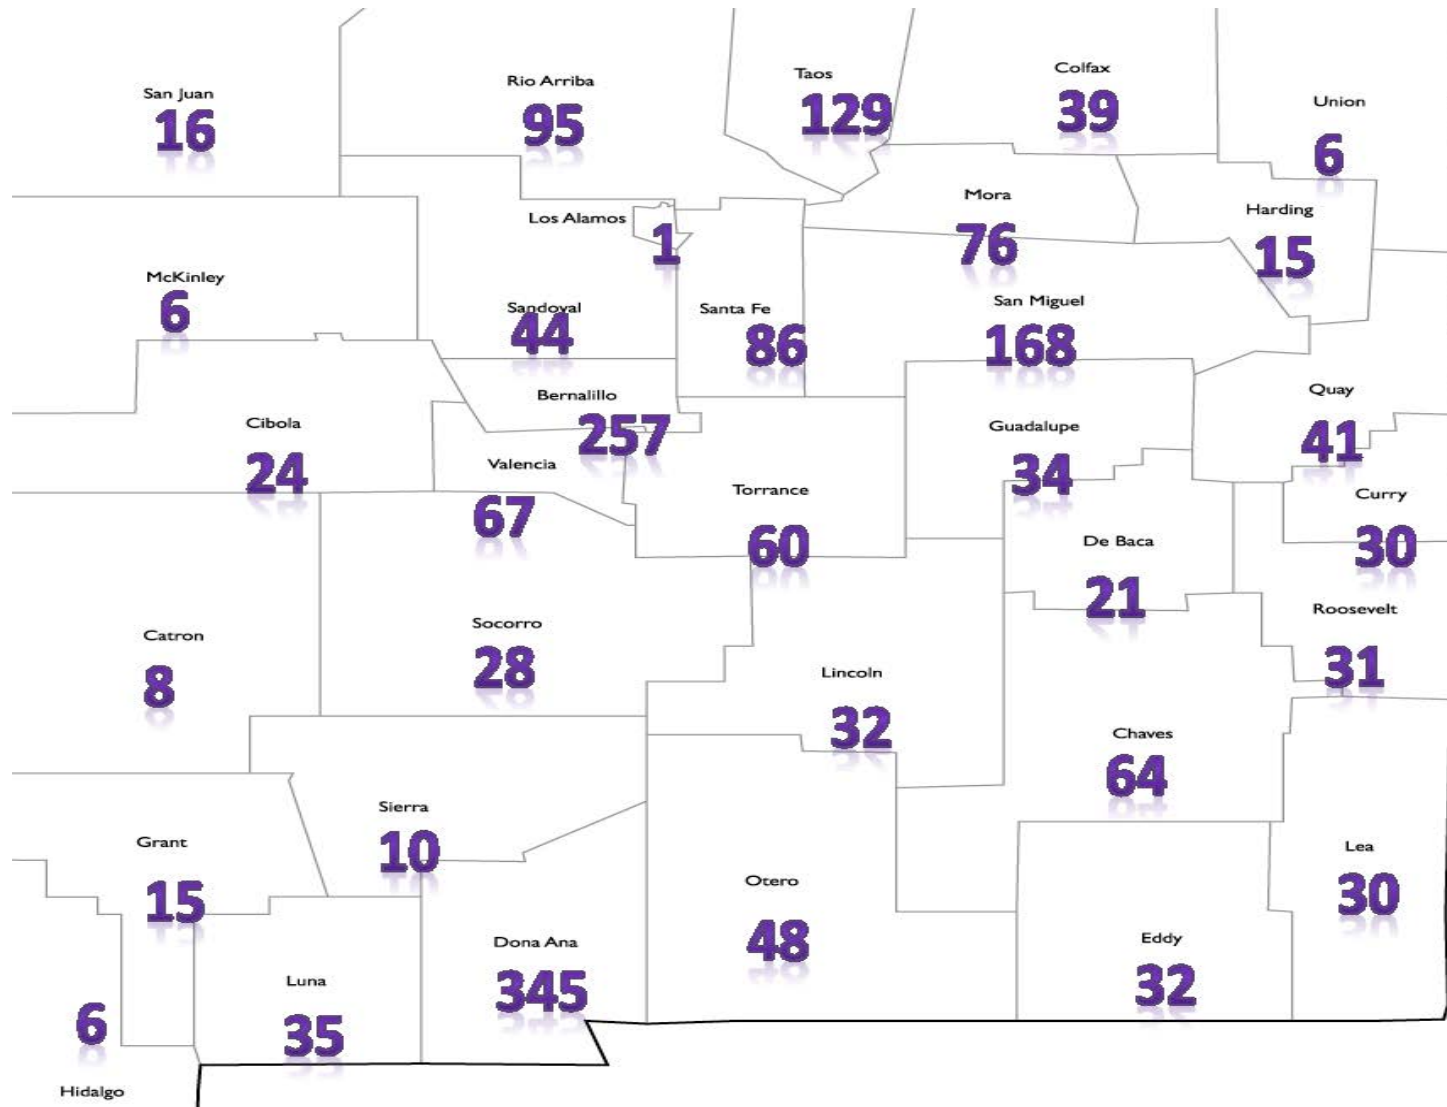 San Juan
16
Rio Arriba
95
Taos
129
Colfax
39
Union
6
Los Alamos
1
Mora
76
Harding
15
McKinley
6
Sandoval
44
Santa Fe
86
San Miguel
168
Bernalillo
257
Quay
41
Cibola
24
Valencia
67
Guadalupe
34
Torrance
60
Curry
30
De Baca
21
Catron
8
Socorro
28
Roosevelt
31
Lincoln
32
Chaves
64
Sierra
10
Grant
15
Otero
48
Lea
30
Dona Ana
345
Eddy
32
Luna
35
6
Hidalgo